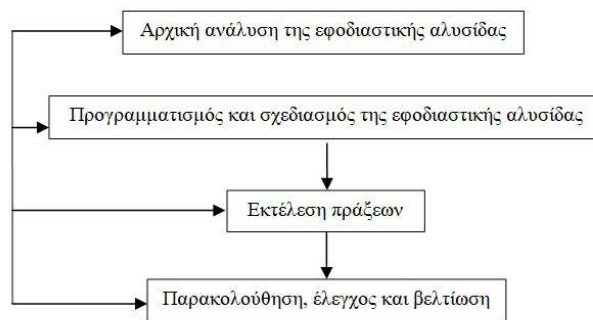 Αρχική ανάλυση της εφοδιαστικής αλυσίδας
Προγραμματισμός και σχεδιασμός της εφοδιαστικής αλυσίδας
Εκτέλεση πράξεων
Παρακολούθηση, έλεγχος και βελτίωση